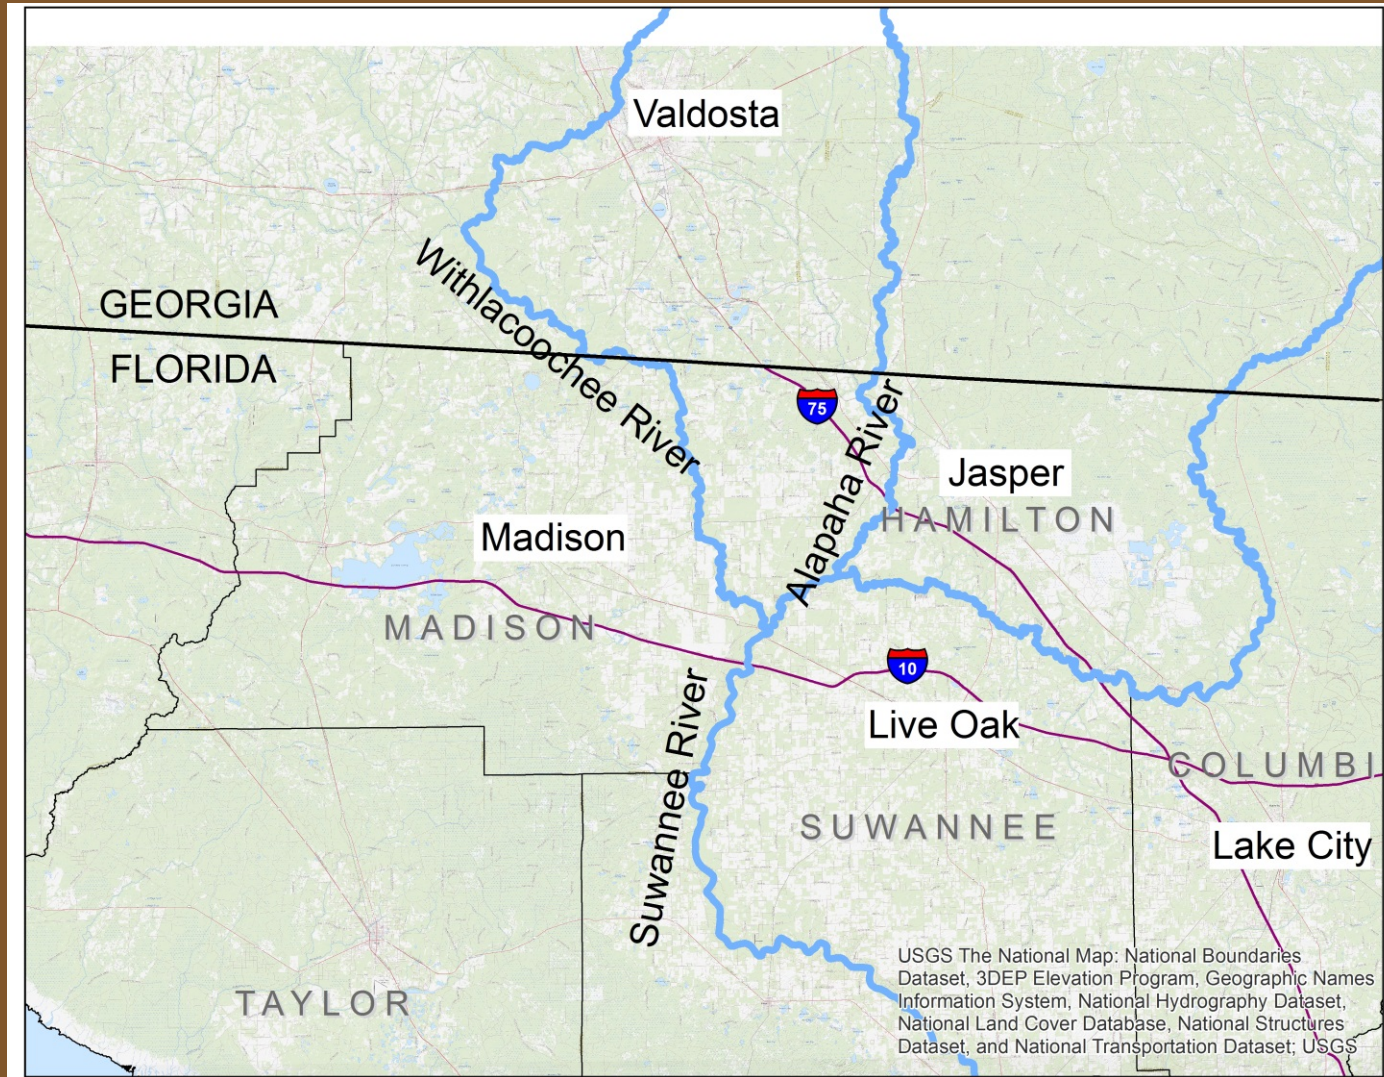 Valdosta
Withlacoochee River
GEORGIA
FLORIDA
75
Alapaha River
Jasper
HAMILTON
Madison
MADISON
10
Suwannee River
Live Oak
COLUMBI
SUWANNEE
Lake City
TAYLOR
USGS The National Map: National Boundaries
Dataset, 3DEP Elevation Program, Geographic Names
Information System, National Hydrography Dataset,
National Land Cover Database, National Structures
Dataset, and National Transportation Dataset; USGS